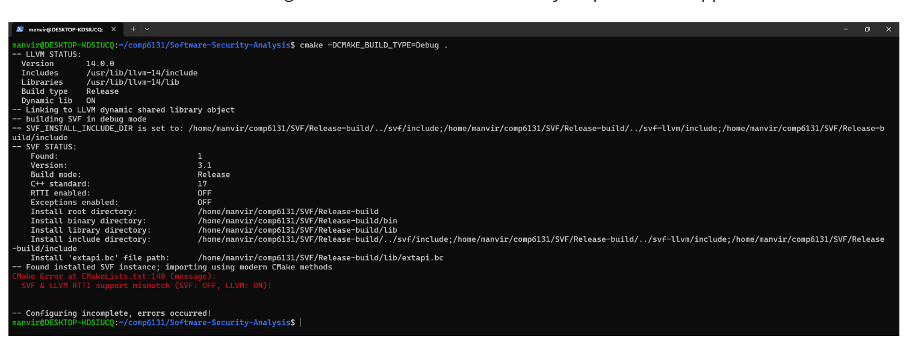 manvir@DESKTOP-KDSIUCQ: × + ⌄ − ×
manvir@DESKTOP-KDSIUCQ:~/comp6131/Software-Security-Analysis$ cmake -DCMAKE_BUILD_TYPE=Debug .
-- LLVM STATUS:
Version 14.0.0
Includes /usr/lib/llvm-14/include
Libraries /usr/lib/llvm-14/lib
Build type Release
Dynamic lib ON
-- Linking to LLVM dynamic shared library object
-- building SVF in debug mode
-- SVF_INSTALL_INCLUDE_DIR is set to: /home/manvir/comp6131/SVF/Release-build/../svf/include;/home/manvir/comp6131/SVF/Release-build/../svf-llvm/include;/home/manvir/comp6131/SVF/Release-b
uild/include
-- SVF STATUS:
Found: 1
Version: 3.1
Build mode: Release
C++ standard: 17
RTTI enabled: OFF
Exceptions enabled: OFF
Install root directory: /home/manvir/comp6131/SVF/Release-build
Install binary directory: /home/manvir/comp6131/SVF/Release-build/bin
Install library directory: /home/manvir/comp6131/SVF/Release-build/lib
Install include directory: /home/manvir/comp6131/SVF/Release-build/../svf/include;/home/manvir/comp6131/SVF/Release-build/../svf-llvm/include;/home/manvir/comp6131/SVF/Release
-build/include
Install 'extapi.bc' file path: /home/manvir/comp6131/SVF/Release-build/lib/extapi.bc
-- Found installed SVF instance; importing using modern CMake methods
CMake Error at CMakeLists.txt:148 (message):
SVF & LLVM RTTI support mismatch (SVF: OFF, LLVM: ON)!
-- Configuring incomplete, errors occurred!
manvir@DESKTOP-KDSIUCQ:~/comp6131/Software-Security-Analysis$